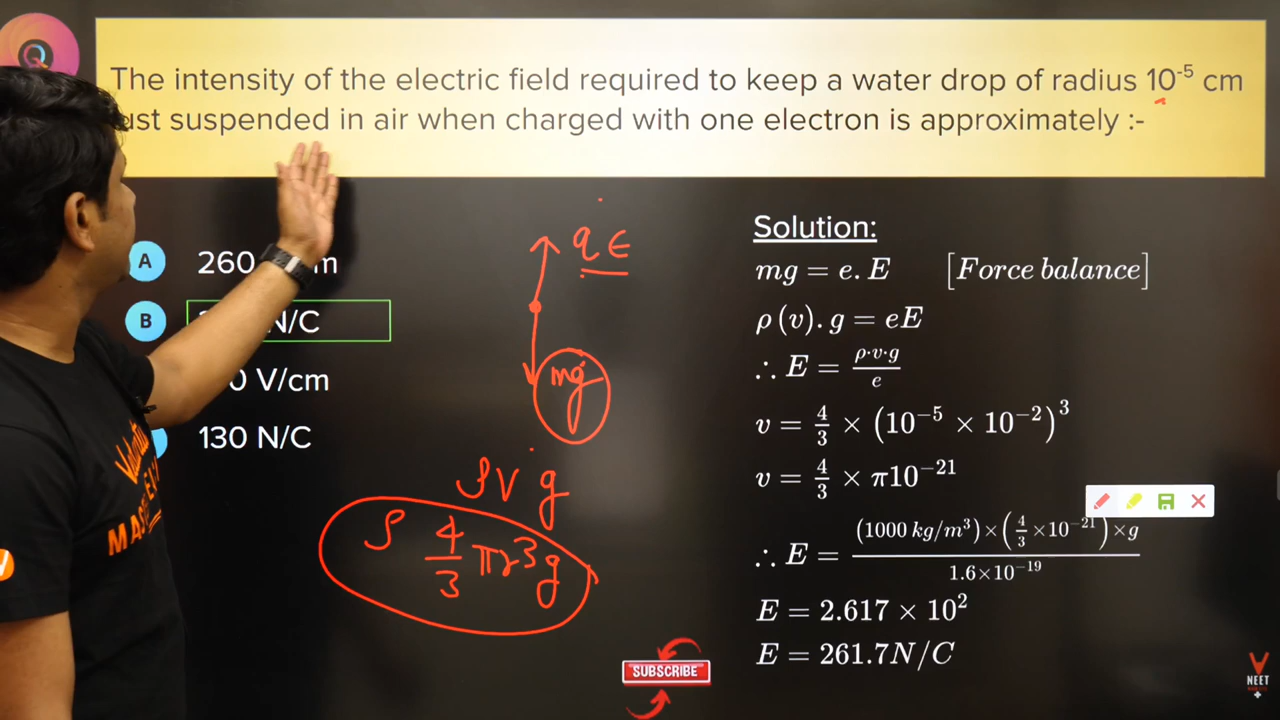 The intensity of the electric field required to keep a water drop of radius 10⁻⁵ cm
suspended in air when charged with one electron is approximately :-
A 260
B N/C
V/cm
130 N/C
qE
mg
ρVg
ρ 4/3 πr³g
Solution:
mg = e. E [Force balance]
ρ (v). g = eE
∴ E = ρ·v·g/e
v = 4/3 × (10⁻⁵ × 10⁻²)³
v = 4/3 × π10⁻²¹
∴ E = (1000 kg/m³)×(4/3×10⁻²¹)×g / 1.6×10⁻¹⁹
E = 2.617 × 10²
E = 261.7N/C
SUBSCRIBE
NEET